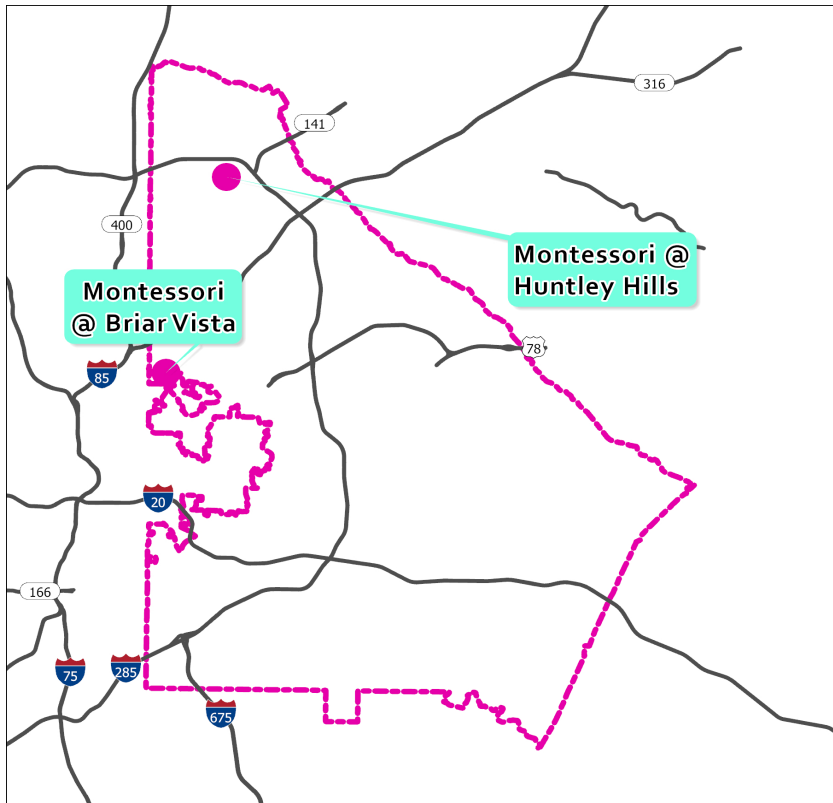 316
141
400
Montessori @
Huntley Hills
Montessori
@ Briar Vista
78
85
20
166
75
285
675